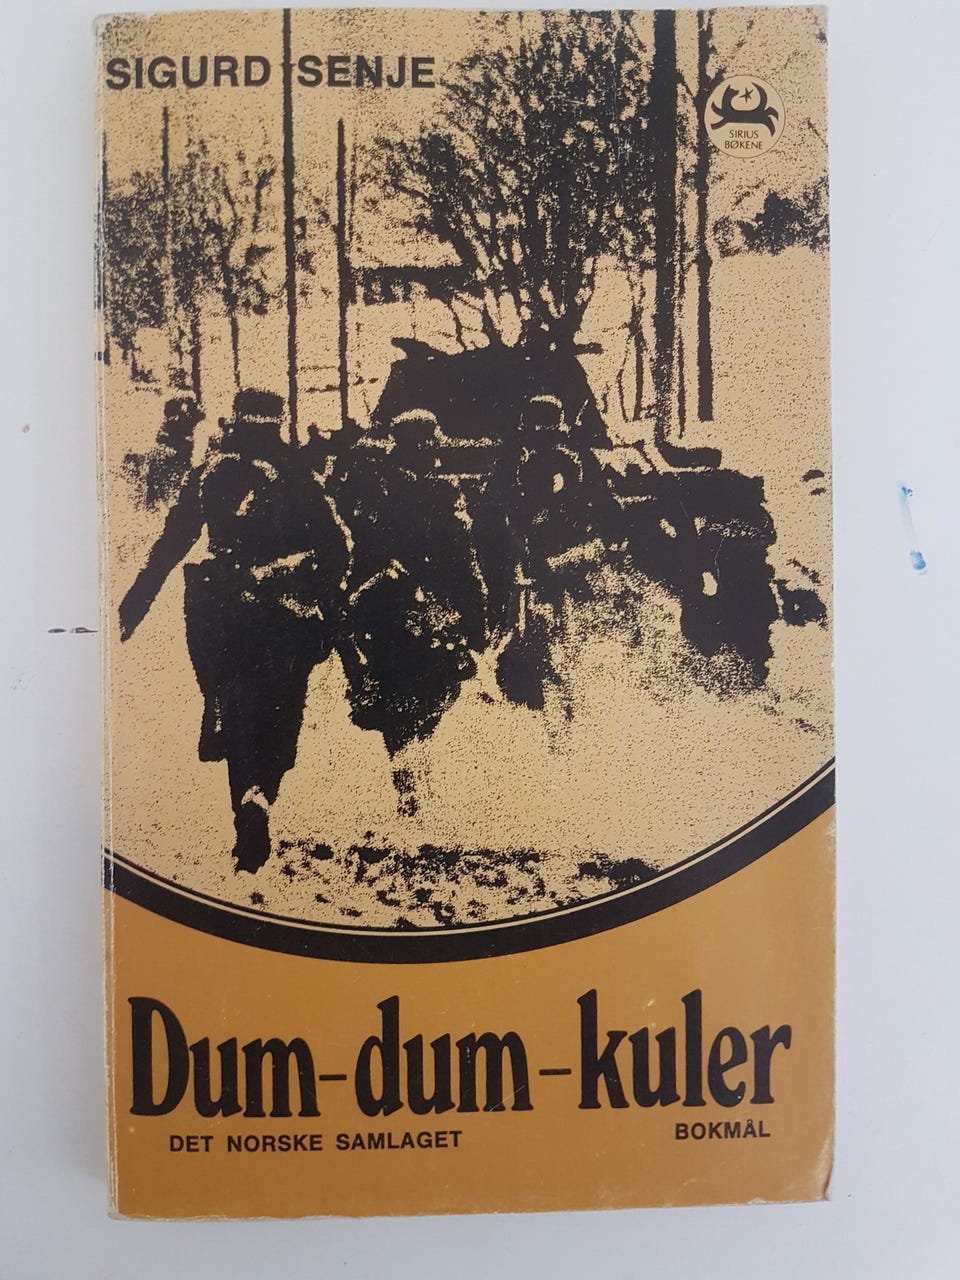 SIGURD SENJE
SIRIUS
BØKENE
Dum-dum-kuler
DET NORSKE SAMLAGET
BOKMÅL